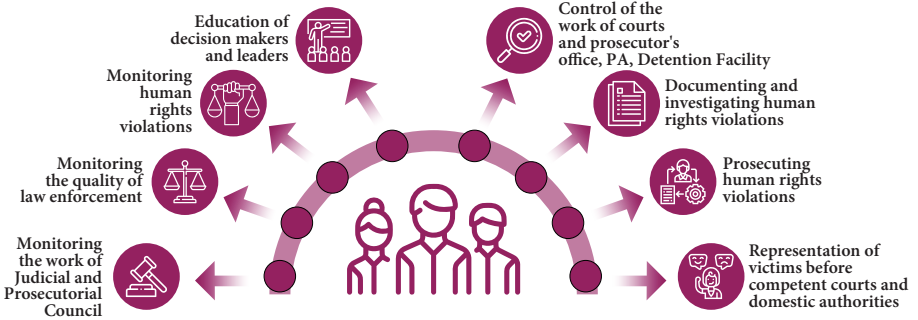 Education of
decision makers
and leaders
Control of the
work of courts
and prosecutor's
office, PA, Detention Facility
Monitoring
human
rights
violations
Documenting and
investigating human
rights violations
Monitoring
the quality of
law enforcement
Prosecuting
human rights
violations
Monitoring
the work of
Judicial and
Prosecutorial
Council
Representation of
victims before
competent courts and
domestic authorities